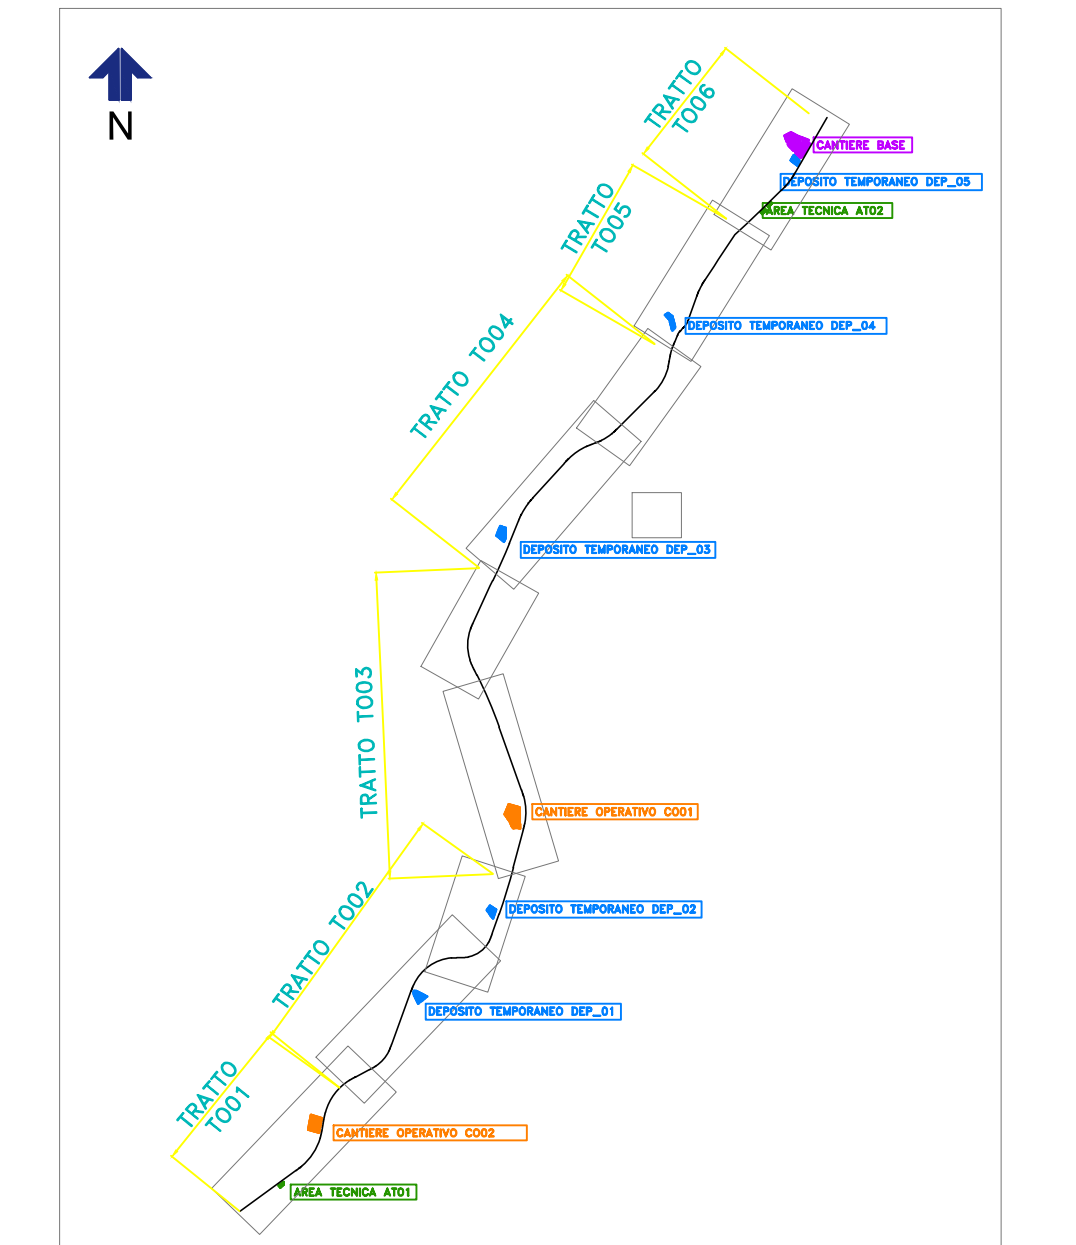 N
TRATTO
TO06
CANTIERE BASE
DEPOSITO TEMPORANEO DEP_05
AREA TECNICA AT02
TRATTO
TO05
DEPOSITO TEMPORANEO DEP_04
TRATTO TO04
DEPOSITO TEMPORANEO DEP_03
TRATTO TO03
CANTIERE OPERATIVO CO01
TRATTO TO02
DEPOSITO TEMPORANEO DEP_02
DEPOSITO TEMPORANEO DEP_01
TRATTO
TO01
CANTIERE OPERATIVO CO02
AREA TECNICA AT01